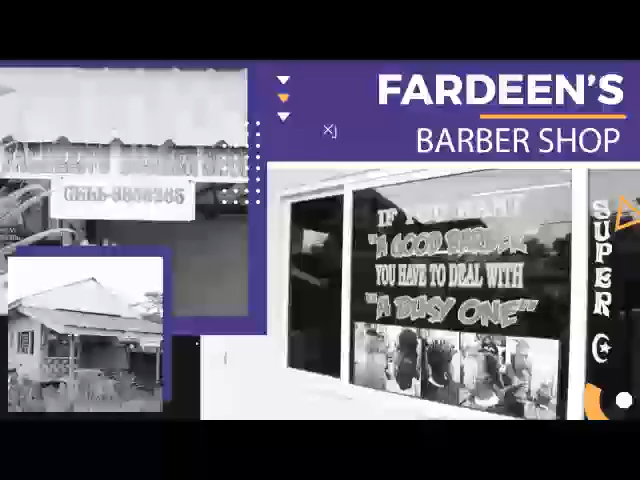 FARDEEN'S
BARBER SHOP
IF YOU WANT
"A GOOD BARBER"
YOU HAVE TO DEAL WITH
"A BUSY ONE"
SUPER C